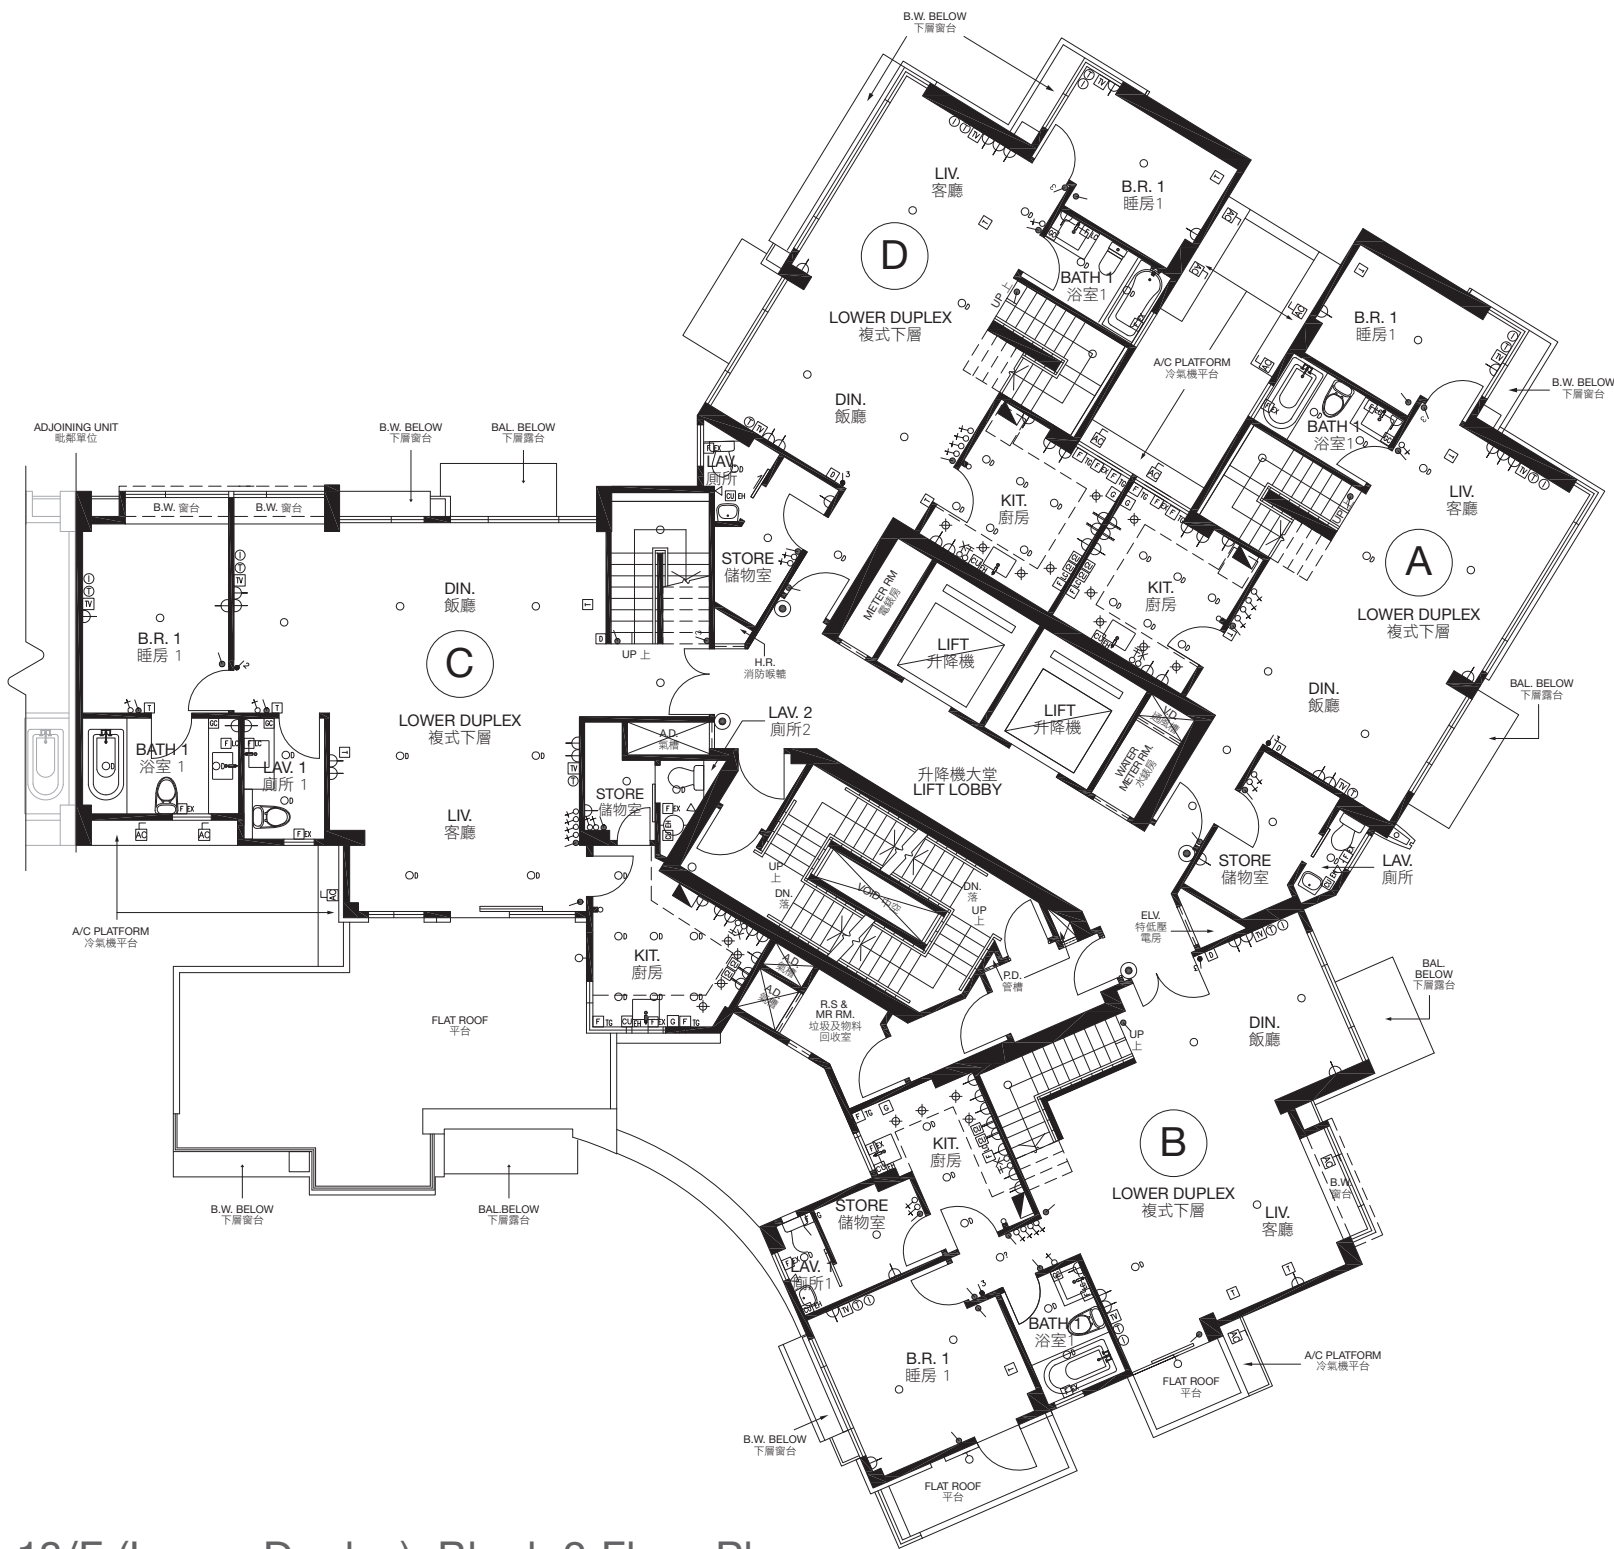 B.W. BELOW
下層窗台
LIV.
客廳
B.R. 1
睡房1
D
BATH 1
浴室1
UP 上
LOWER DUPLEX
複式下層
B.R. 1
睡房1
A/C PLATFORM
冷氣機平台
B.W. BELOW
下層窗台
DIN.
飯廳
BATH 1
浴室1
ADJOINING UNIT
毗鄰單位
B.W. BELOW
下層窗台
BAL. BELOW
下層露台
LAV.
廁所
LIV.
客廳
B.W. 窗台
B.W. 窗台
KIT.
廚房
UP 上
A
STORE
儲物室
METER RM
電錶房
KIT.
廚房
DIN.
飯廳
LOWER DUPLEX
複式下層
B.R. 1
睡房 1
C
UP 上
H.R.
消防喉轆
LIFT
升降機
DIN.
飯廳
BAL. BELOW
下層露台
LOWER DUPLEX
複式下層
LAV. 2
廁所2
LIFT
升降機
V.D.
A.D.
氣槽
BATH 1
浴室 1
LAV. 1
廁所 1
WATER
METER RM.
水錶房
升降機大堂
LIFT LOBBY
STORE
儲物室
LIV.
客廳
UP
上
DN.
落
VOID 中空
DN.
落
UP
上
STORE
儲物室
LAV.
廁所
A/C PLATFORM
冷氣機平台
ELV.
特低壓
電房
KIT.
廚房
A.D.
氣槽
A.D.
氣槽
P.D.
管槽
BAL.
BELOW
下層露台
FLAT ROOF
平台
R.S &
MR RM.
垃圾及物料
回收室
UP
上
DIN.
飯廳
KIT.
廚房
B
B.W.
窗台
LOWER DUPLEX
複式下層
STORE
儲物室
LIV.
客廳
B.W. BELOW
下層窗台
BAL.BELOW
下層露台
LAV. 1
廁所1
BATH 1
浴室1
B.R. 1
睡房 1
A/C PLATFORM
冷氣機平台
FLAT ROOF
平台
B.W. BELOW
下層窗台
FLAT ROOF
平台